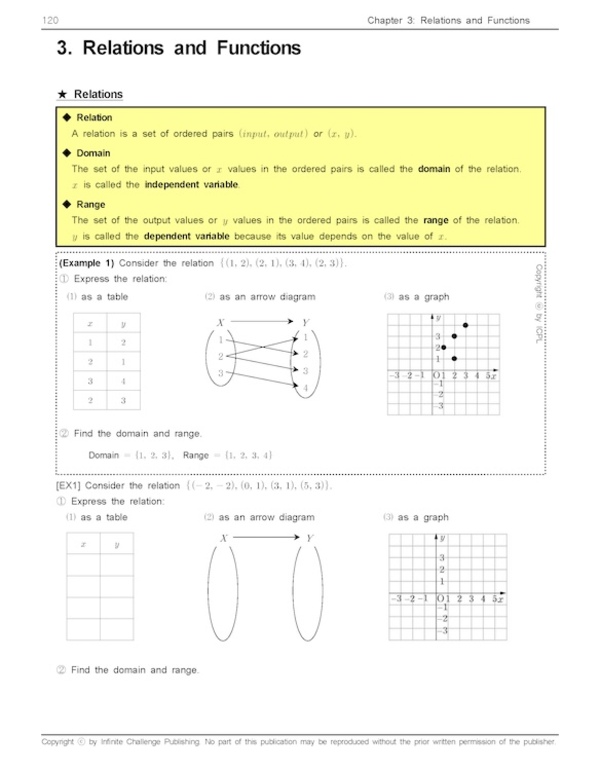 120
Chapter 3: Relations and Functions
3. Relations and Functions
★ Relations
◆ Relation
A relation is a set of ordered pairs (input, output) or (x, y).
◆ Domain
The set of the input values or x values in the ordered pairs is called the domain of the relation.
x is called the independent variable.
◆ Range
The set of the output values or y values in the ordered pairs is called the range of the relation.
y is called the dependent variable because its value depends on the value of x.
(Example 1) Consider the relation {(1, 2), (2, 1), (3, 4), (2, 3)}.
① Express the relation:
(1) as a table (2) as an arrow diagram (3) as a graph
x y
1 2
2 1
3 4
2 3
X Y
1 1
2 2
3 3
4
y
3
2
1
-3 -2 -1 O 1 2 3 4 5 x
-1
-2
-3
Copyright ⓒ by ICPL
② Find the domain and range.
Domain = {1, 2, 3}, Range = {1, 2, 3, 4}
[EX1] Consider the relation {(-2, -2), (0, 1), (3, 1), (5, 3)}.
① Express the relation:
(1) as a table (2) as an arrow diagram (3) as a graph
x y
X Y
y
3
2
1
-3 -2 -1 O 1 2 3 4 5 x
-1
-2
-3
② Find the domain and range.
Copyright ⓒ by Infinite Challenge Publishing. No part of this publication may be reproduced without the prior written permission of the publisher.